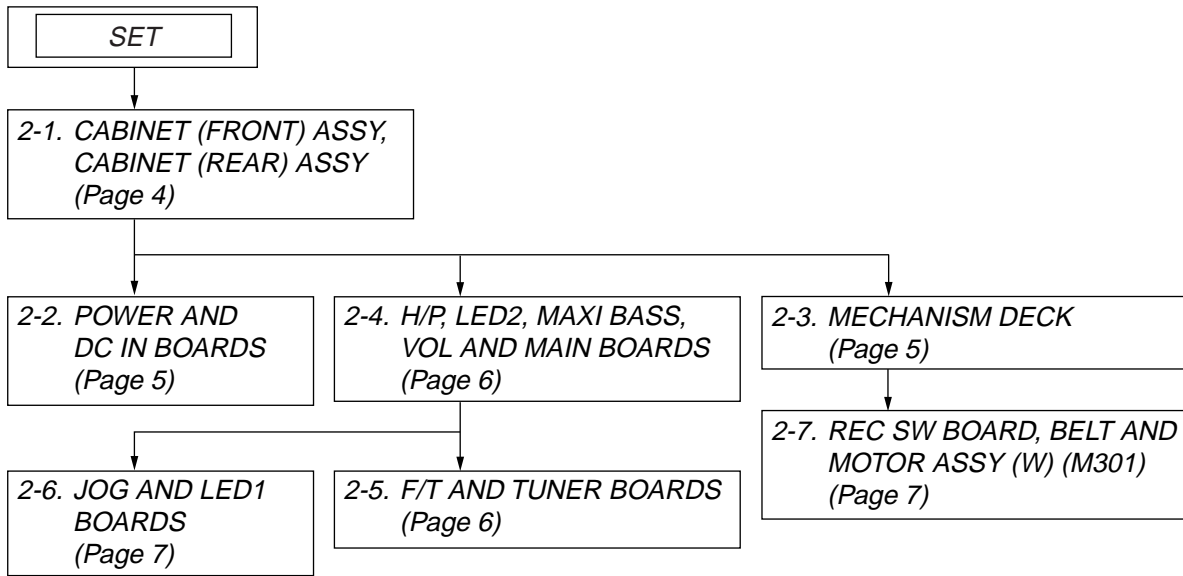 SET
2-1. CABINET (FRONT) ASSY,
CABINET (REAR) ASSY
(Page 4)
2-2. POWER AND
DC IN BOARDS
(Page 5)
2-4. H/P, LED2, MAXI BASS,
VOL AND MAIN BOARDS
(Page 6)
2-3. MECHANISM DECK
(Page 5)
2-6. JOG AND LED1
BOARDS
(Page 7)
2-5. F/T AND TUNER BOARDS
(Page 6)
2-7. REC SW BOARD, BELT AND
MOTOR ASSY (W) (M301)
(Page 7)